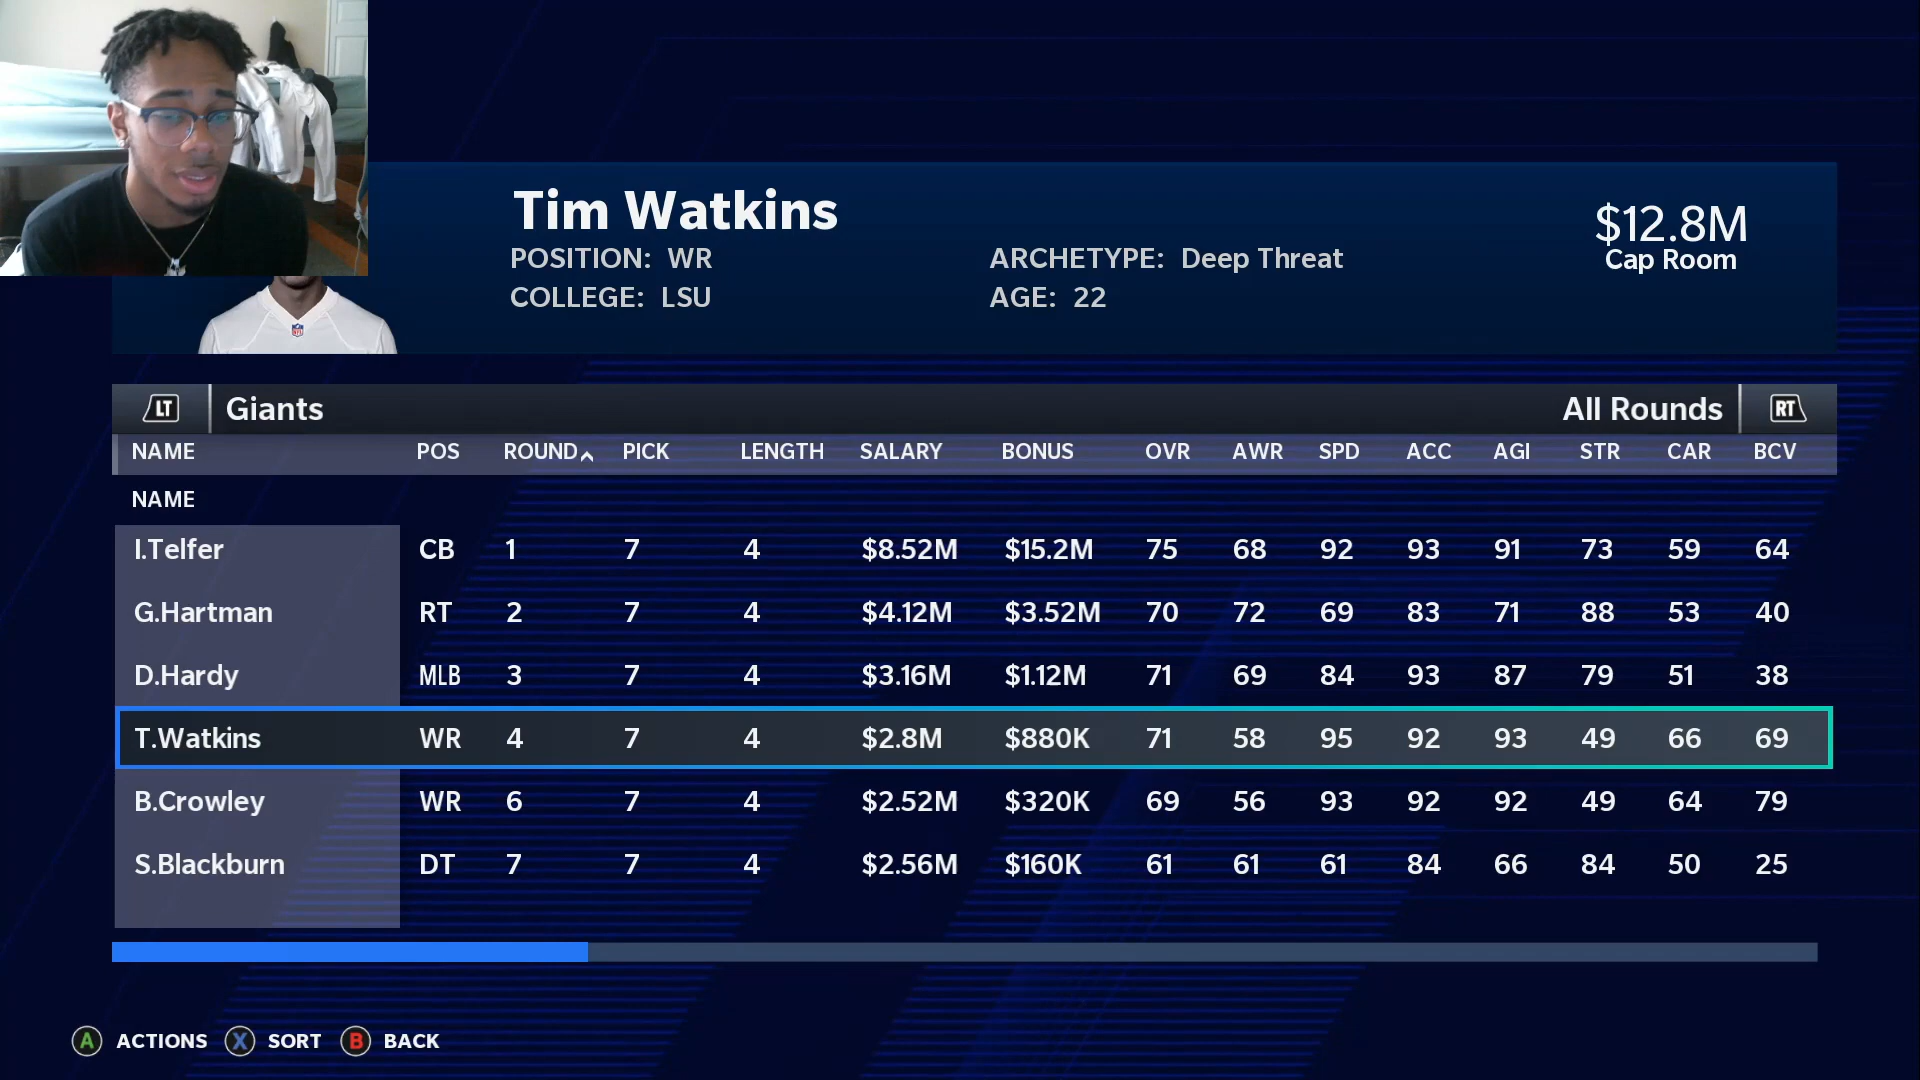 Tim Watkins
POSITION: WR
COLLEGE: LSU
ARCHETYPE: Deep Threat
AGE: 22
$12.8M
Cap Room
LT Giants All Rounds RT
NAME POS ROUND PICK LENGTH SALARY BONUS OVR AWR SPD ACC AGI STR CAR BCV
NAME
I.Telfer CB 1 7 4 $8.52M $15.2M 75 68 92 93 91 73 59 64
G.Hartman RT 2 7 4 $4.12M $3.52M 70 72 69 83 71 88 53 40
D.Hardy MLB 3 7 4 $3.16M $1.12M 71 69 84 93 87 79 51 38
T.Watkins WR 4 7 4 $2.8M $880K 71 58 95 92 93 49 66 69
B.Crowley WR 6 7 4 $2.52M $320K 69 56 93 92 92 49 64 79
S.Blackburn DT 7 7 4 $2.56M $160K 61 61 61 84 66 84 50 25
A ACTIONS X SORT B BACK